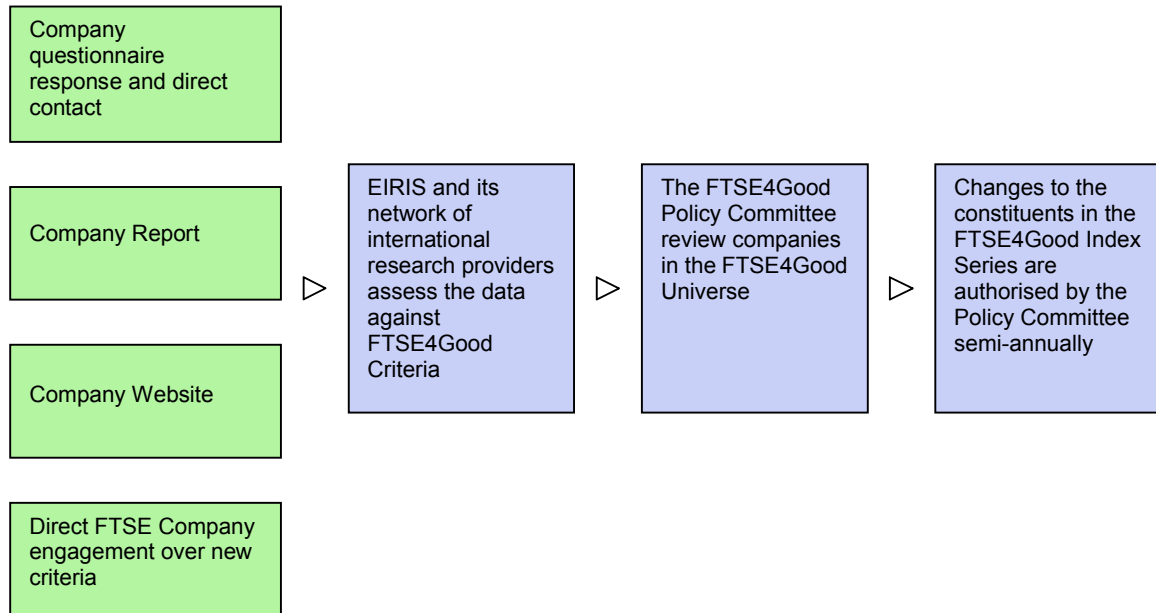 Company
questionnaire
response and direct
contact
Company Report
Company Website
Direct FTSE Company
engagement over new
criteria
EIRIS and its
network of
international
research providers
assess the data
against
FTSE4Good
Criteria
The FTSE4Good
Policy Committee
review companies
in the FTSE4Good
Universe
Changes to the
constituents in the
FTSE4Good Index
Series are
authorised by the
Policy Committee
semi-annually